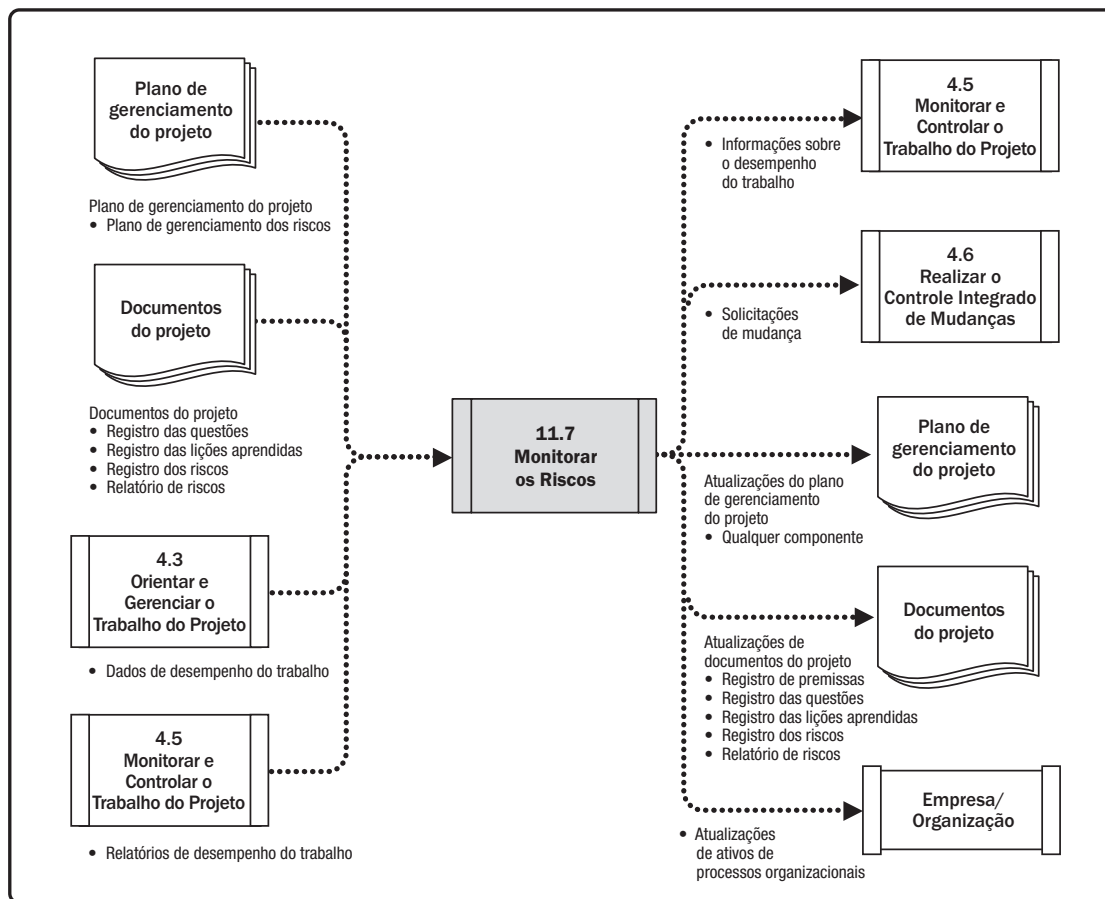 Plano de
gerenciamento
do projeto
Plano de gerenciamento do projeto
• Plano de gerenciamento dos riscos
Documentos
do projeto
Documentos do projeto
• Registro das questões
• Registro das lições aprendidas
• Registro dos riscos
• Relatório de riscos
4.3
Orientar e
Gerenciar o
Trabalho do Projeto
• Dados de desempenho do trabalho
4.5
Monitorar e
Controlar o
Trabalho do Projeto
• Relatórios de desempenho do trabalho
11.7
Monitorar
os Riscos
4.5
Monitorar e
Controlar o
Trabalho do Projeto
• Informações sobre
o desempenho
do trabalho
4.6
Realizar o
Controle Integrado
de Mudanças
• Solicitações
de mudança
Plano de
gerenciamento
do projeto
Atualizações do plano
de gerenciamento
do projeto
• Qualquer componente
Documentos
do projeto
Atualizações de
documentos do projeto
• Registro de premissas
• Registro das questões
• Registro das lições aprendidas
• Registro dos riscos
• Relatório de riscos
Empresa/
Organização
• Atualizações
de ativos de
processos organizacionais